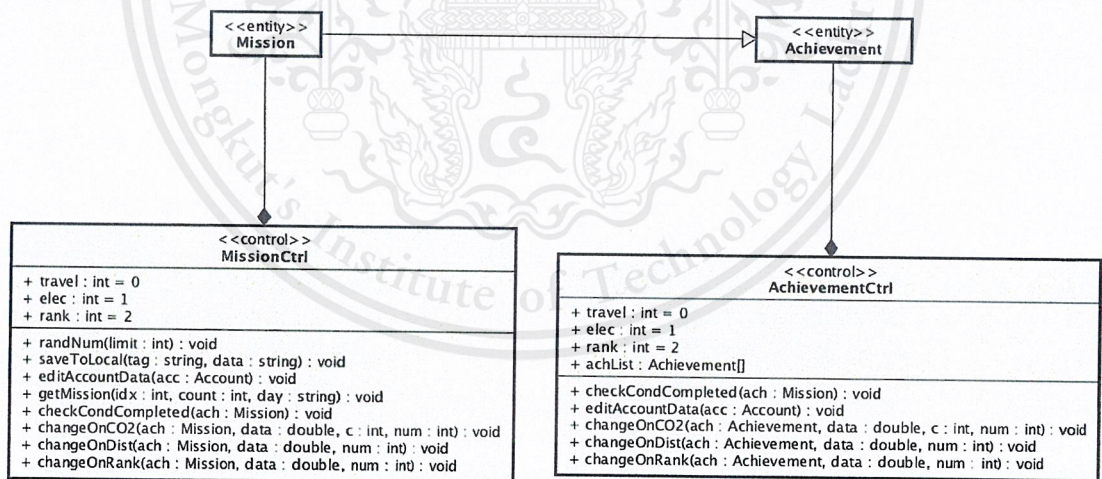 <<entity>>
Mission
<<entity>>
Achievement
<<control>>
MissionCtrl
+ travel : int = 0
+ elec : int = 1
+ rank : int = 2
+ randNum(limit : int) : void
+ saveToLocal(tag : string, data : string) : void
+ editAccountData(acc : Account) : void
+ getMission(idx : int, count : int, day : string) : void
+ checkCondCompleted(ach : Mission) : void
+ changeOnCO2(ach : Mission, data : double, c : int, num : int) : void
+ changeOnDist(ach : Mission, data : double, num : int) : void
+ changeOnRank(ach : Mission, data : double, num : int) : void
<<control>>
AchievementCtrl
+ travel : int = 0
+ elec : int = 1
+ rank : int = 2
+ achList : Achievement[]
+ checkCondCompleted(ach : Mission) : void
+ editAccountData(acc : Account) : void
+ changeOnCO2(ach : Achievement, data : double, c : int, num : int) : void
+ changeOnDist(ach : Achievement, data : double, num : int) : void
+ changeOnRank(ach : Achievement, data : double, num : int) : void
Mongkut's Institute of Technology